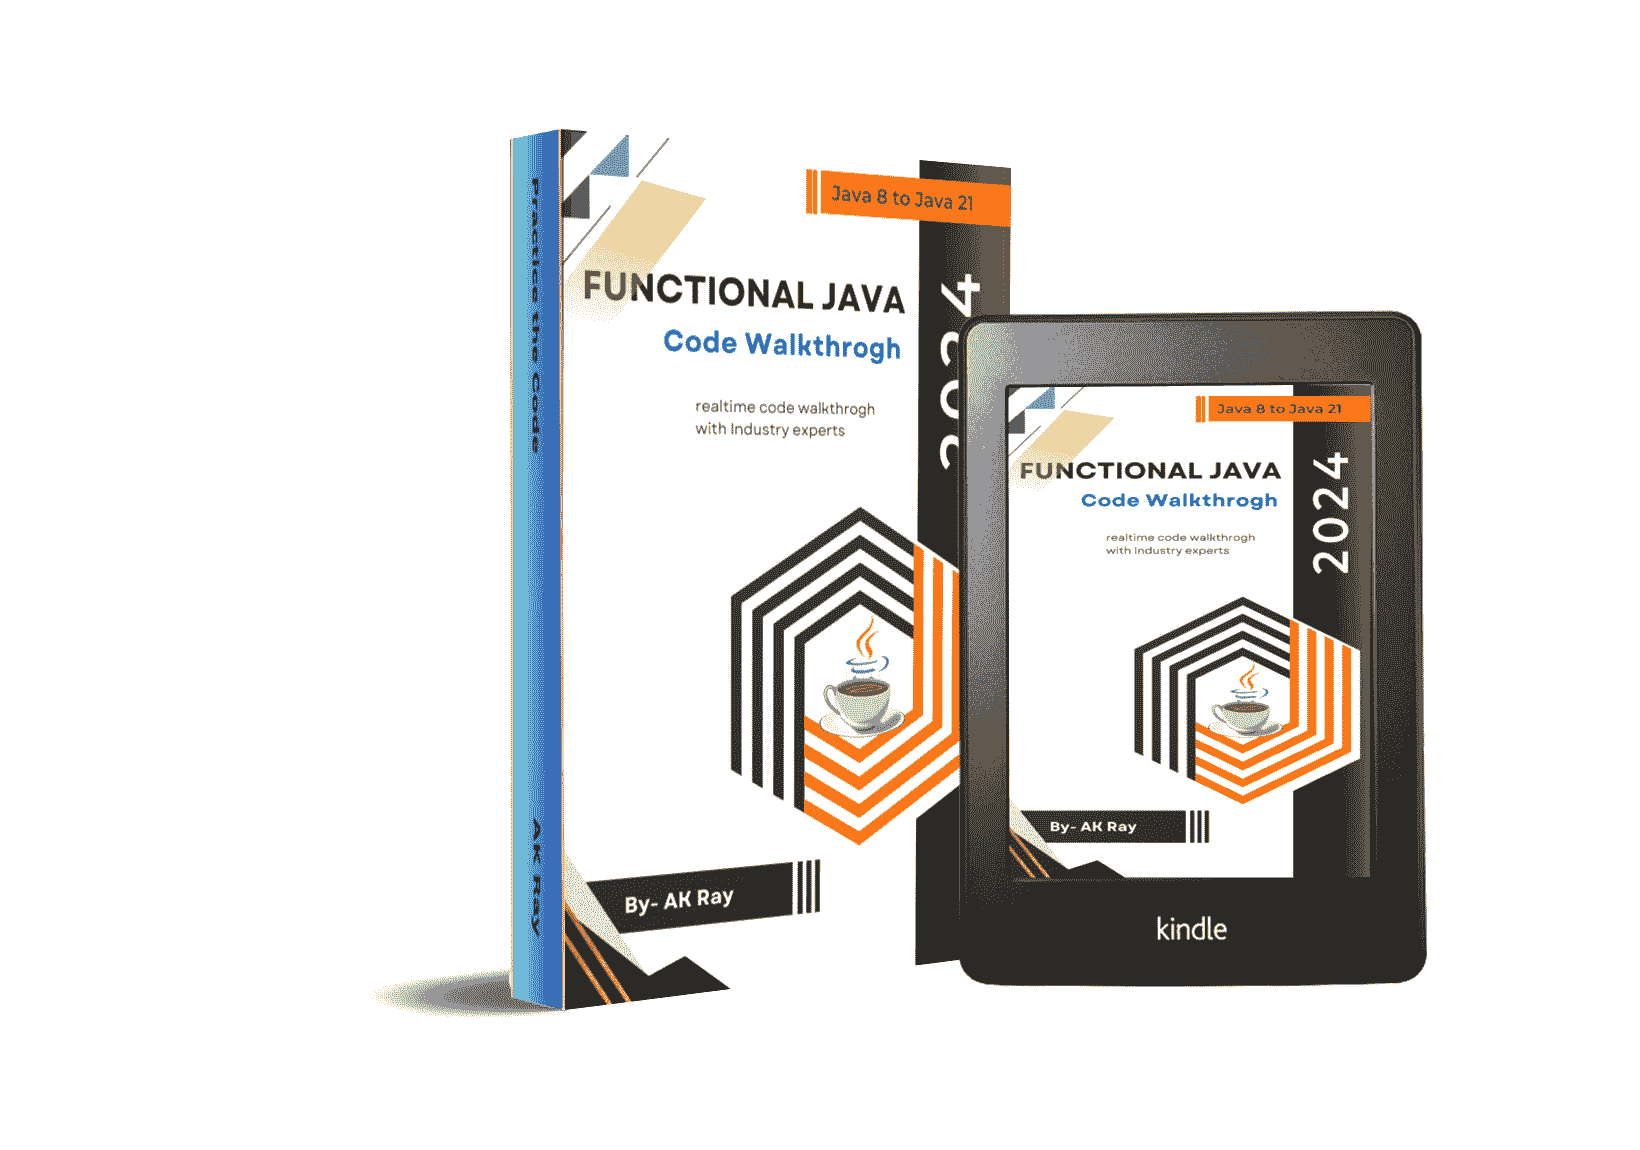 Practice the Code
AK Ray
Java 8 to Java 21
FUNCTIONAL JAVA
Code Walkthrogh
realtime code walkthrogh
with Industry experts
2024
By- AK Ray
Java 8 to Java 21
FUNCTIONAL JAVA
Code Walkthrogh
realtime code walkthrogh
with Industry experts
2024
By- AK Ray
kindle